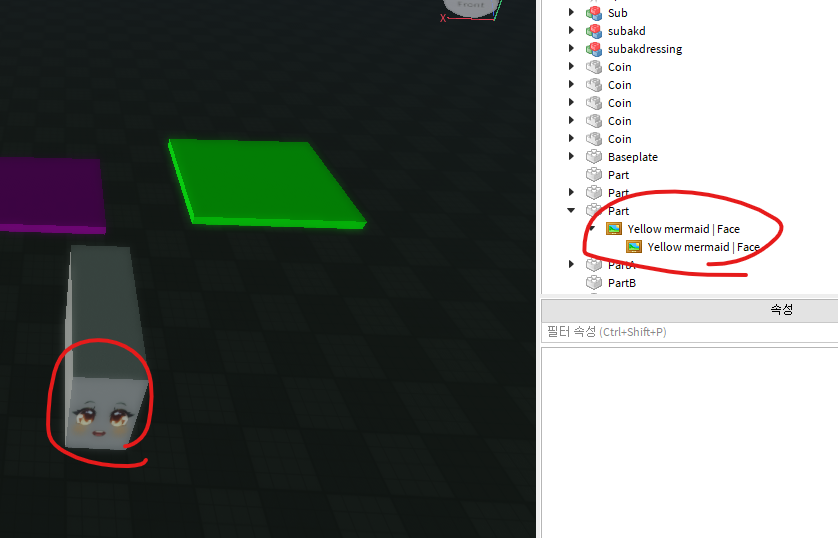 Front
X
Sub
subakd
subakdressing
Coin
Coin
Coin
Coin
Coin
Baseplate
Part
Part
Part
Yellow mermaid | Face
Yellow mermaid | Face
PartA
PartB
속성
필터 속성 (Ctrl+Shift+P)